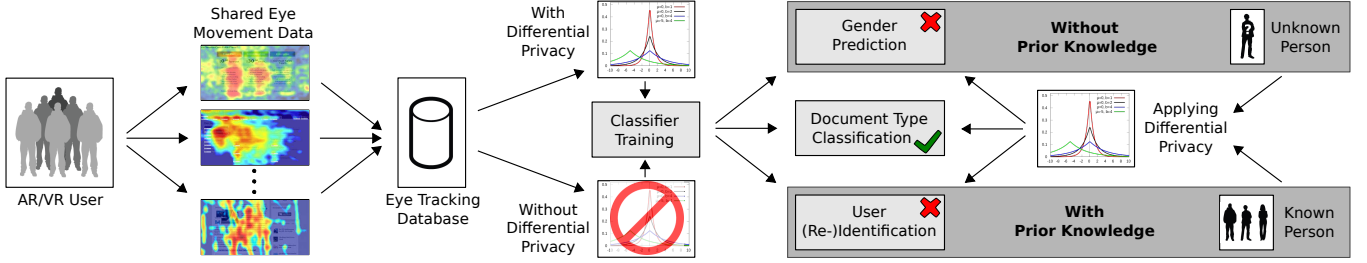 Shared Eye
Movement Data
AR/VR User
Eye Tracking
Database
With
Differential
Privacy
Without
Differential
Privacy
Classifier
Training
Gender
Prediction
Without
Prior Knowledge
Unknown
Person
Document Type
Classification
Applying
Differential
Privacy
User
(Re-)Identification
With
Prior Knowledge
Known
Person